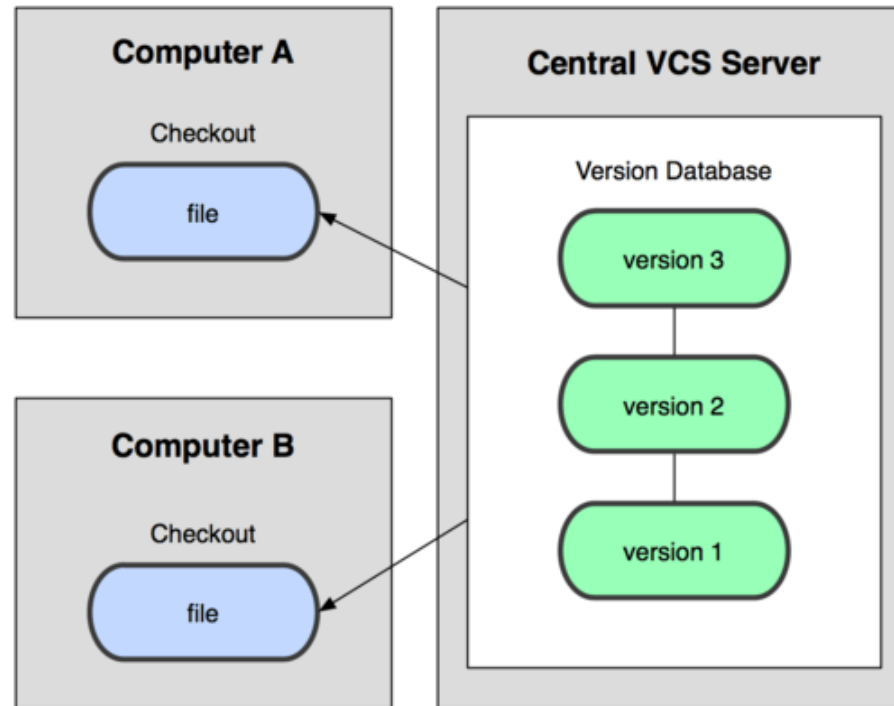 Computer A
Checkout
file
Computer B
Checkout
file
Central VCS Server
Version Database
version 3
version 2
version 1